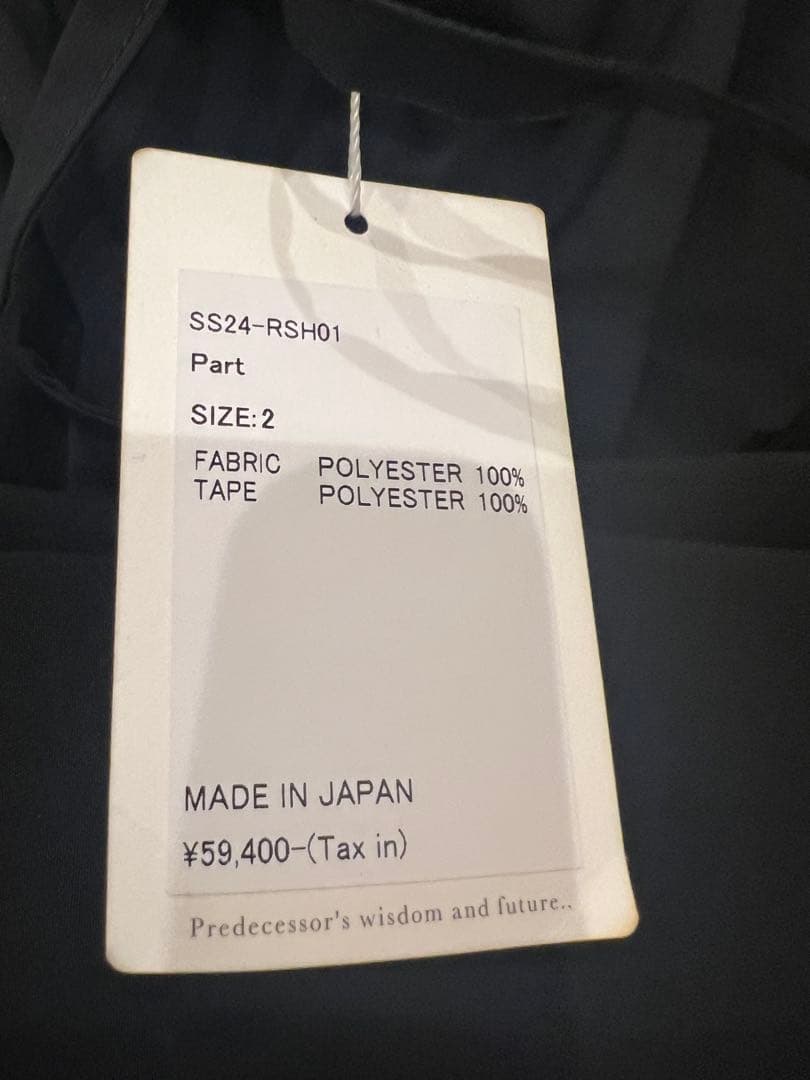 SS24-RSH01
Part
SIZE:2
FABRIC POLYESTER 100%
TAPE POLYESTER 100%
MADE IN JAPAN
¥59,400-(Tax in)
Predecessor's wisdom and future..